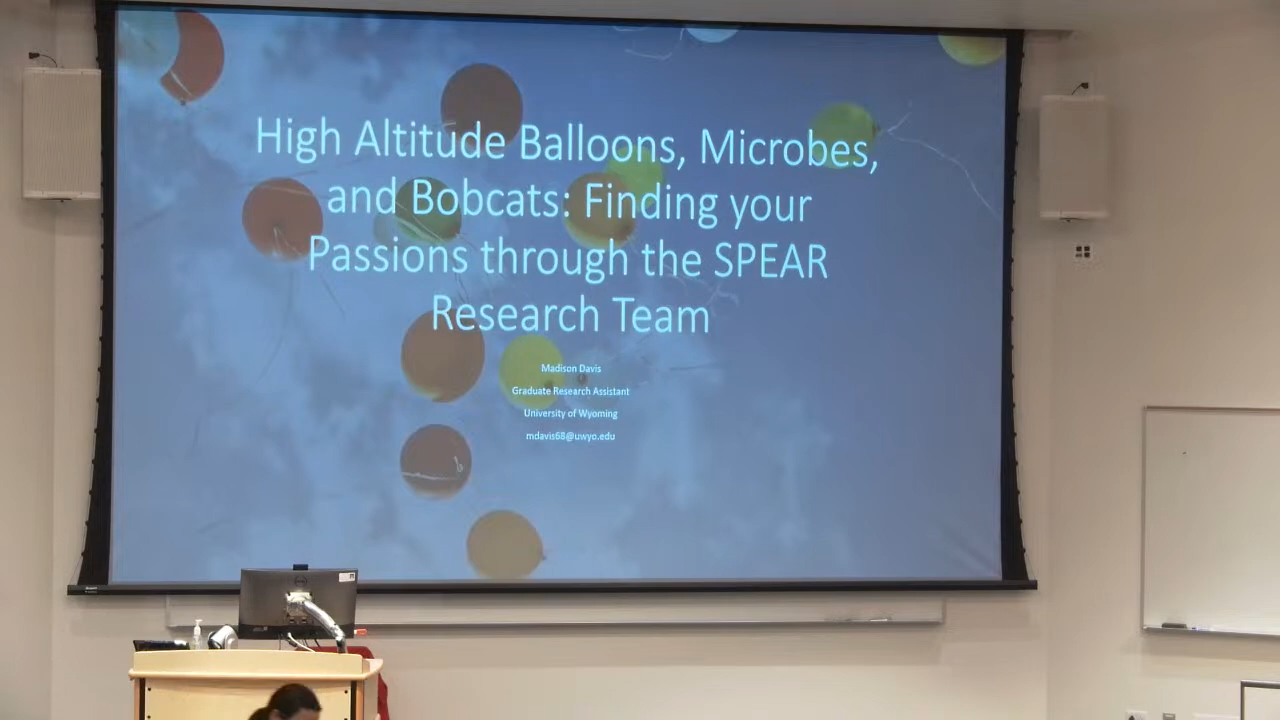 High Altitude Balloons, Microbes,
and Bobcats: Finding your
Passions through the SPEAR
Research Team
Madison Davis
Graduate Research Assistant
University of Wyoming
mdavis68@uwyo.edu